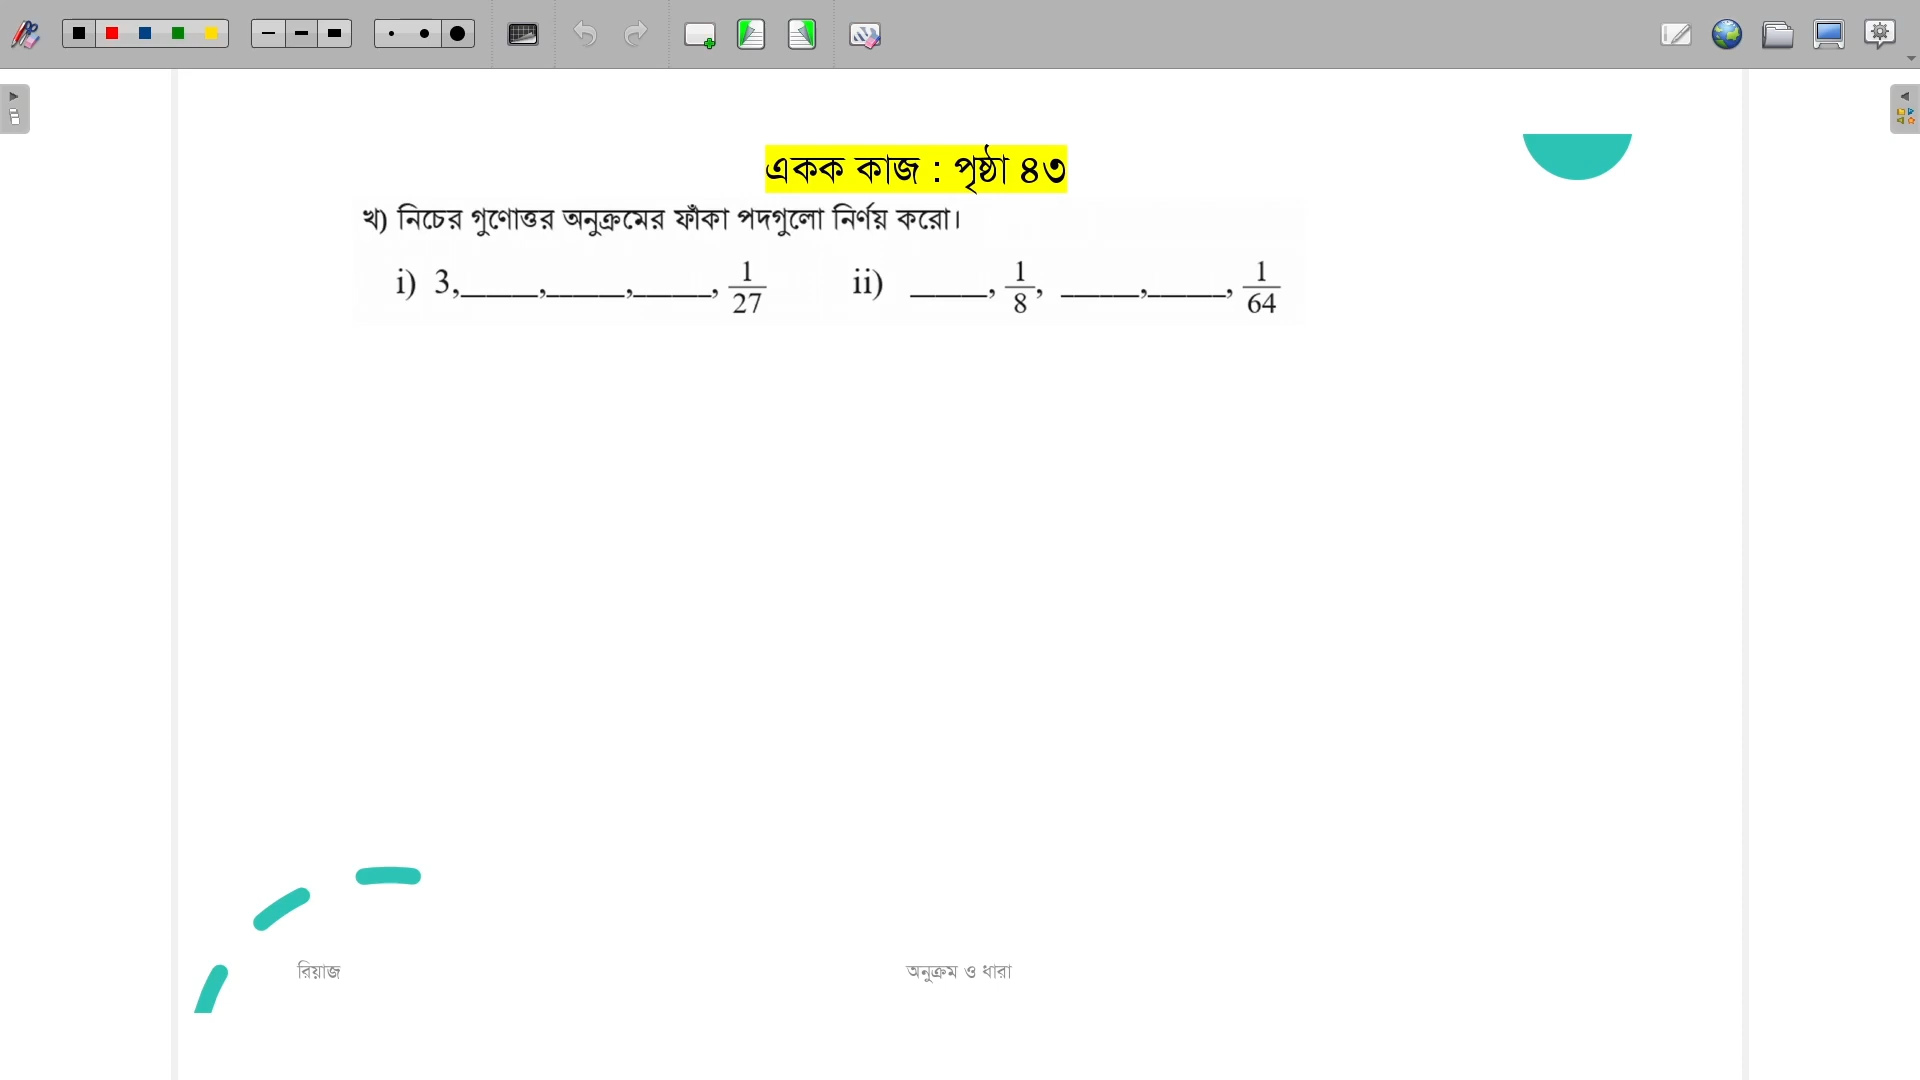 একক কাজ : পৃষ্ঠা ৪৩
খ) নিচের গুণোত্তর অনুক্রমের ফাঁকা পদগুলো নির্ণয় করো।
i) 3,____,____,____, 1/27 ii) ____, 1/8, ____,____, 1/64
রিয়াজ অনুক্রম ও ধারা